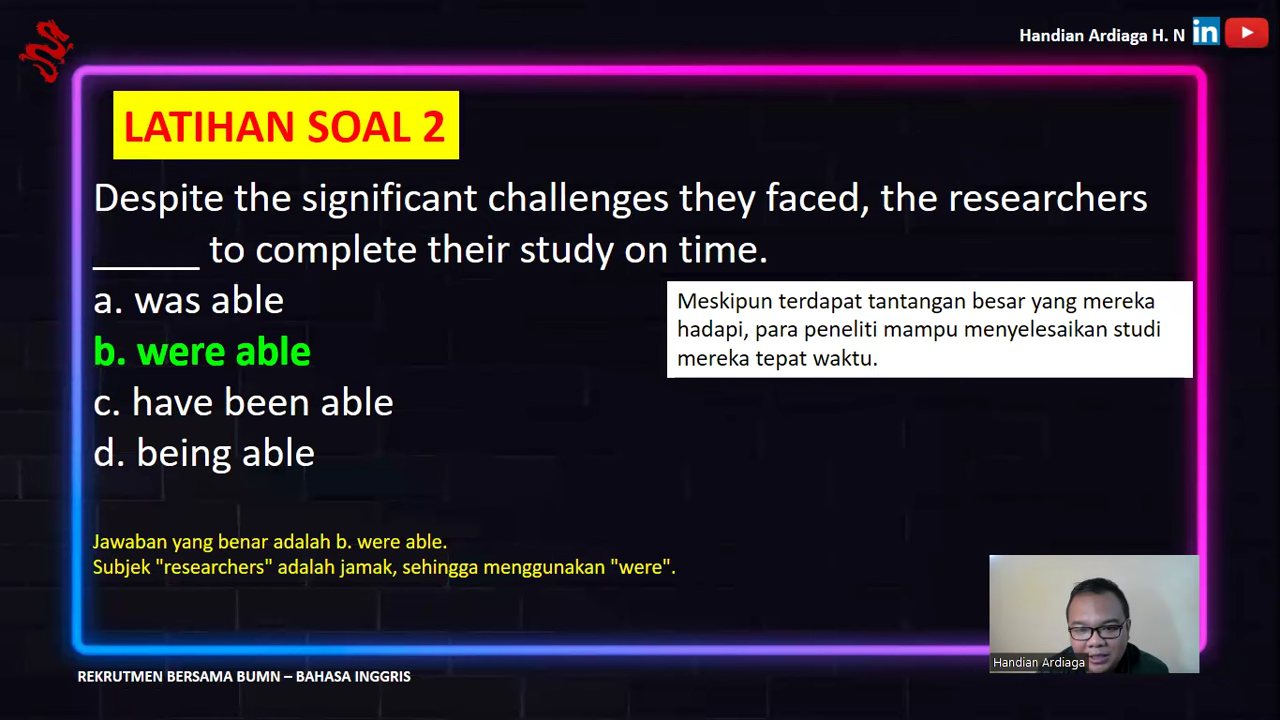 Handian Ardiaga H. N in
LATIHAN SOAL 2
Despite the significant challenges they faced, the researchers
_____ to complete their study on time.
a. was able
b. were able
c. have been able
d. being able
Meskipun terdapat tantangan besar yang mereka
hadapi, para peneliti mampu menyelesaikan studi
mereka tepat waktu.
Jawaban yang benar adalah b. were able.
Subjek "researchers" adalah jamak, sehingga menggunakan "were".
Handian Ardiaga
REKRUTMEN BERSAMA BUMN – BAHASA INGGRIS